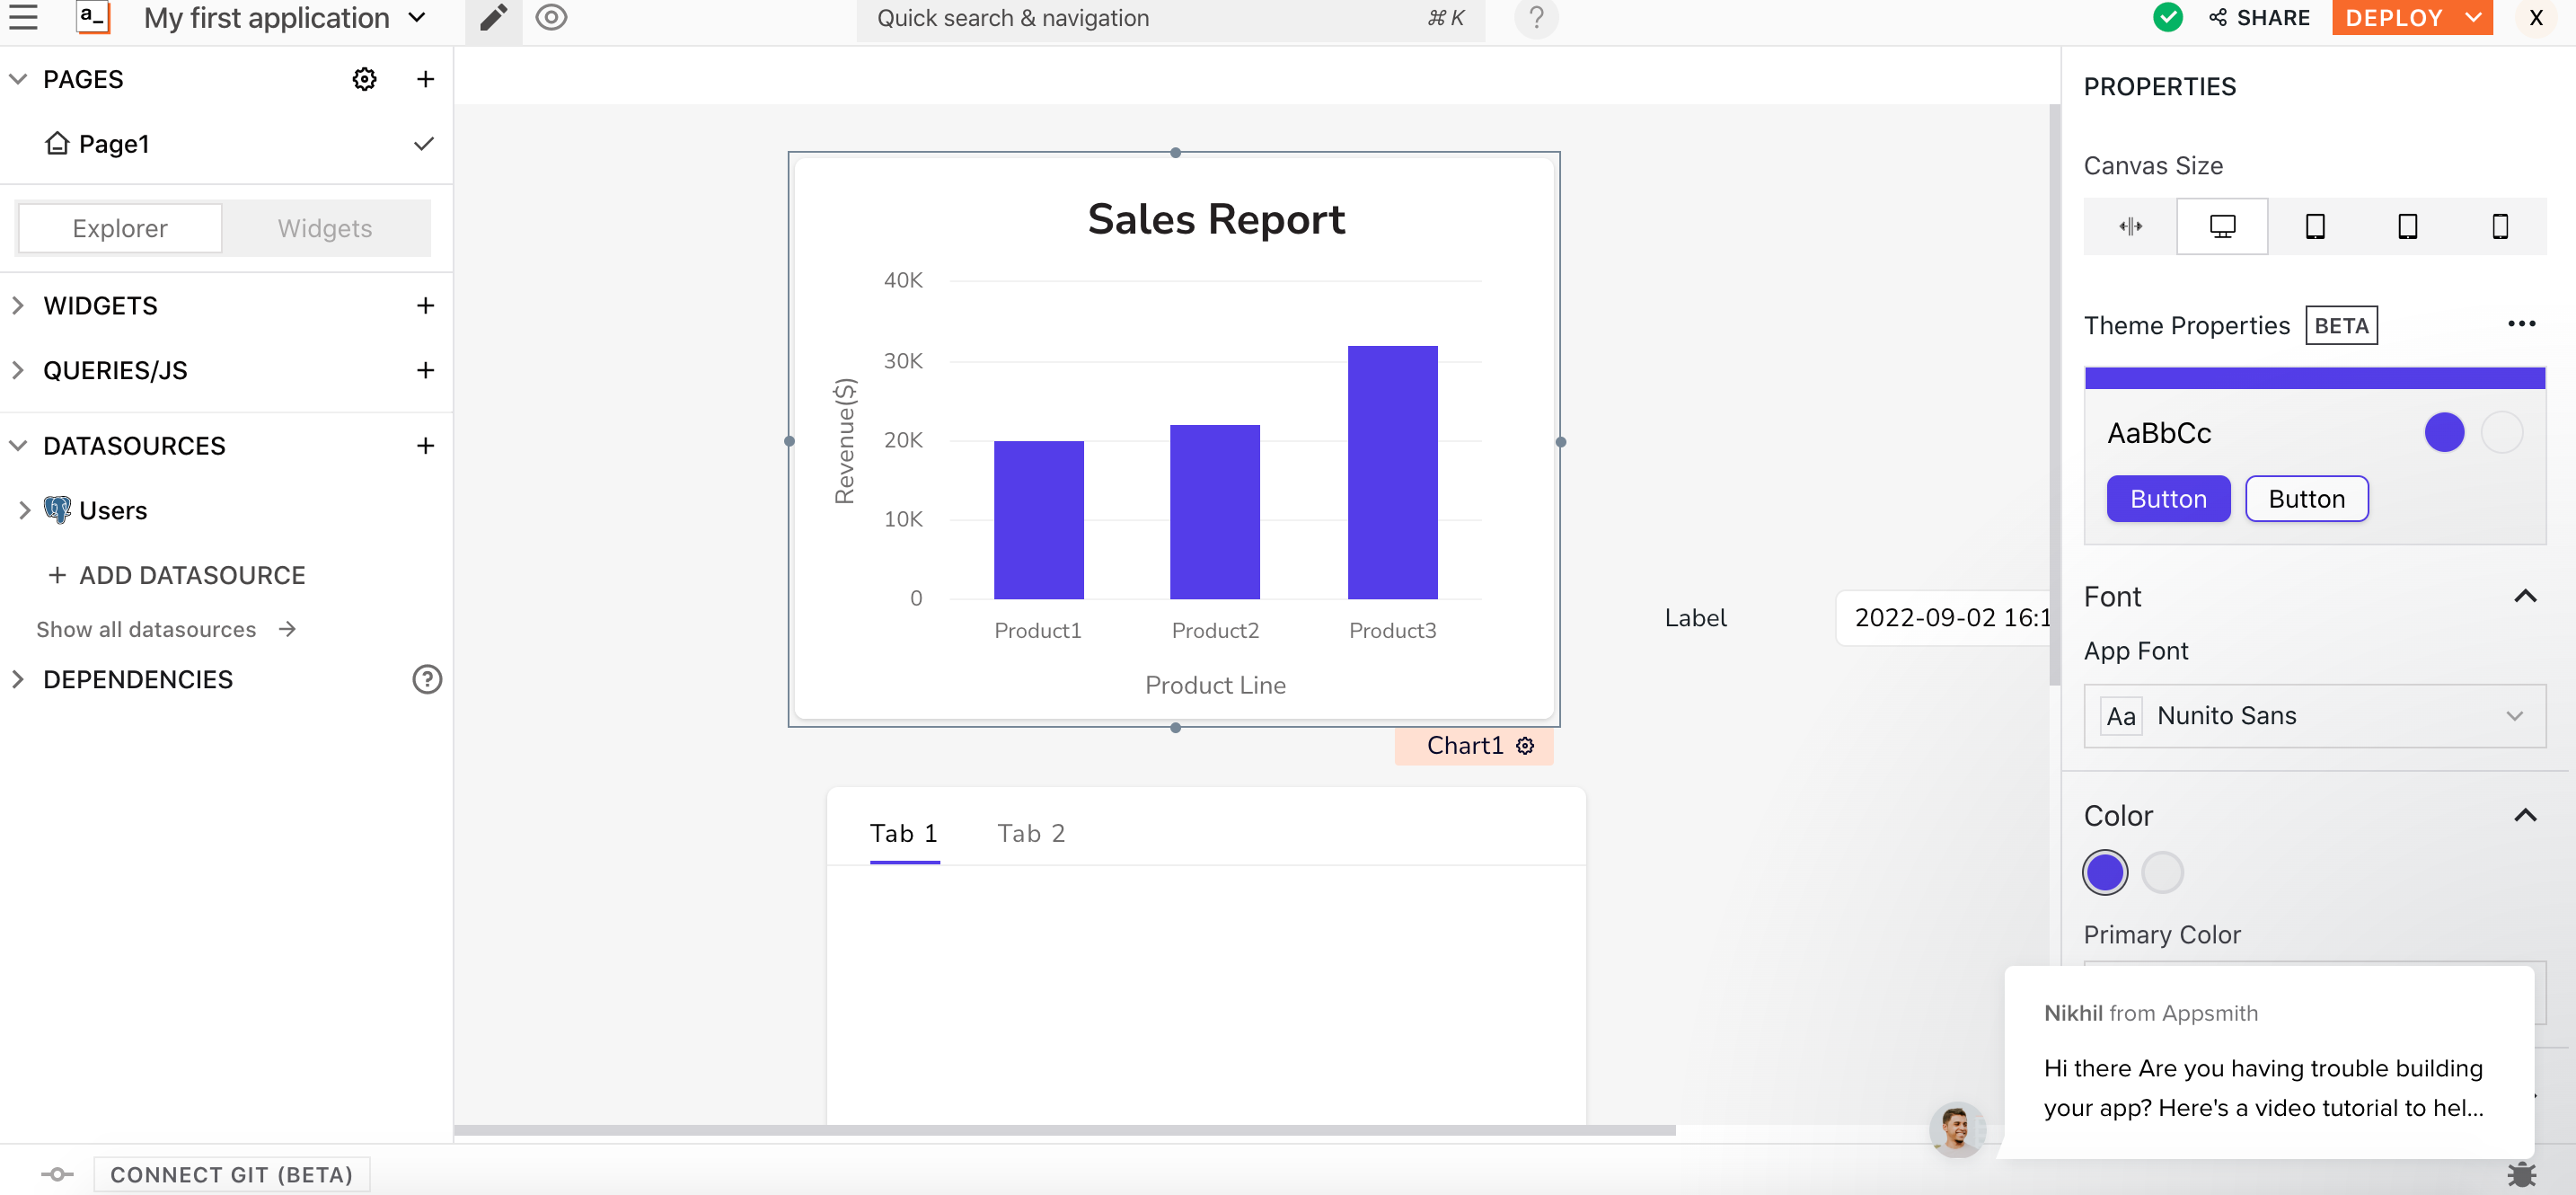 a_
My first application
Quick search & navigation
⌘ K
?
SHARE
DEPLOY
X
PAGES
Page1
Explorer
Widgets
WIDGETS
QUERIES/JS
DATASOURCES
Users
ADD DATASOURCE
Show all datasources
DEPENDENCIES
?
Sales Report
40K
30K
20K
10K
0
Revenue($)
Product1
Product2
Product3
Product Line
Chart1
Label
2022-09-02 16:1
Tab 1
Tab 2
PROPERTIES
Canvas Size
Theme Properties
BETA
AaBbCc
Button
Button
Font
App Font
Aa
Nunito Sans
Color
Primary Color
Nikhil from Appsmith
Hi there Are you having trouble building
your app? Here's a video tutorial to hel...
CONNECT GIT (BETA)